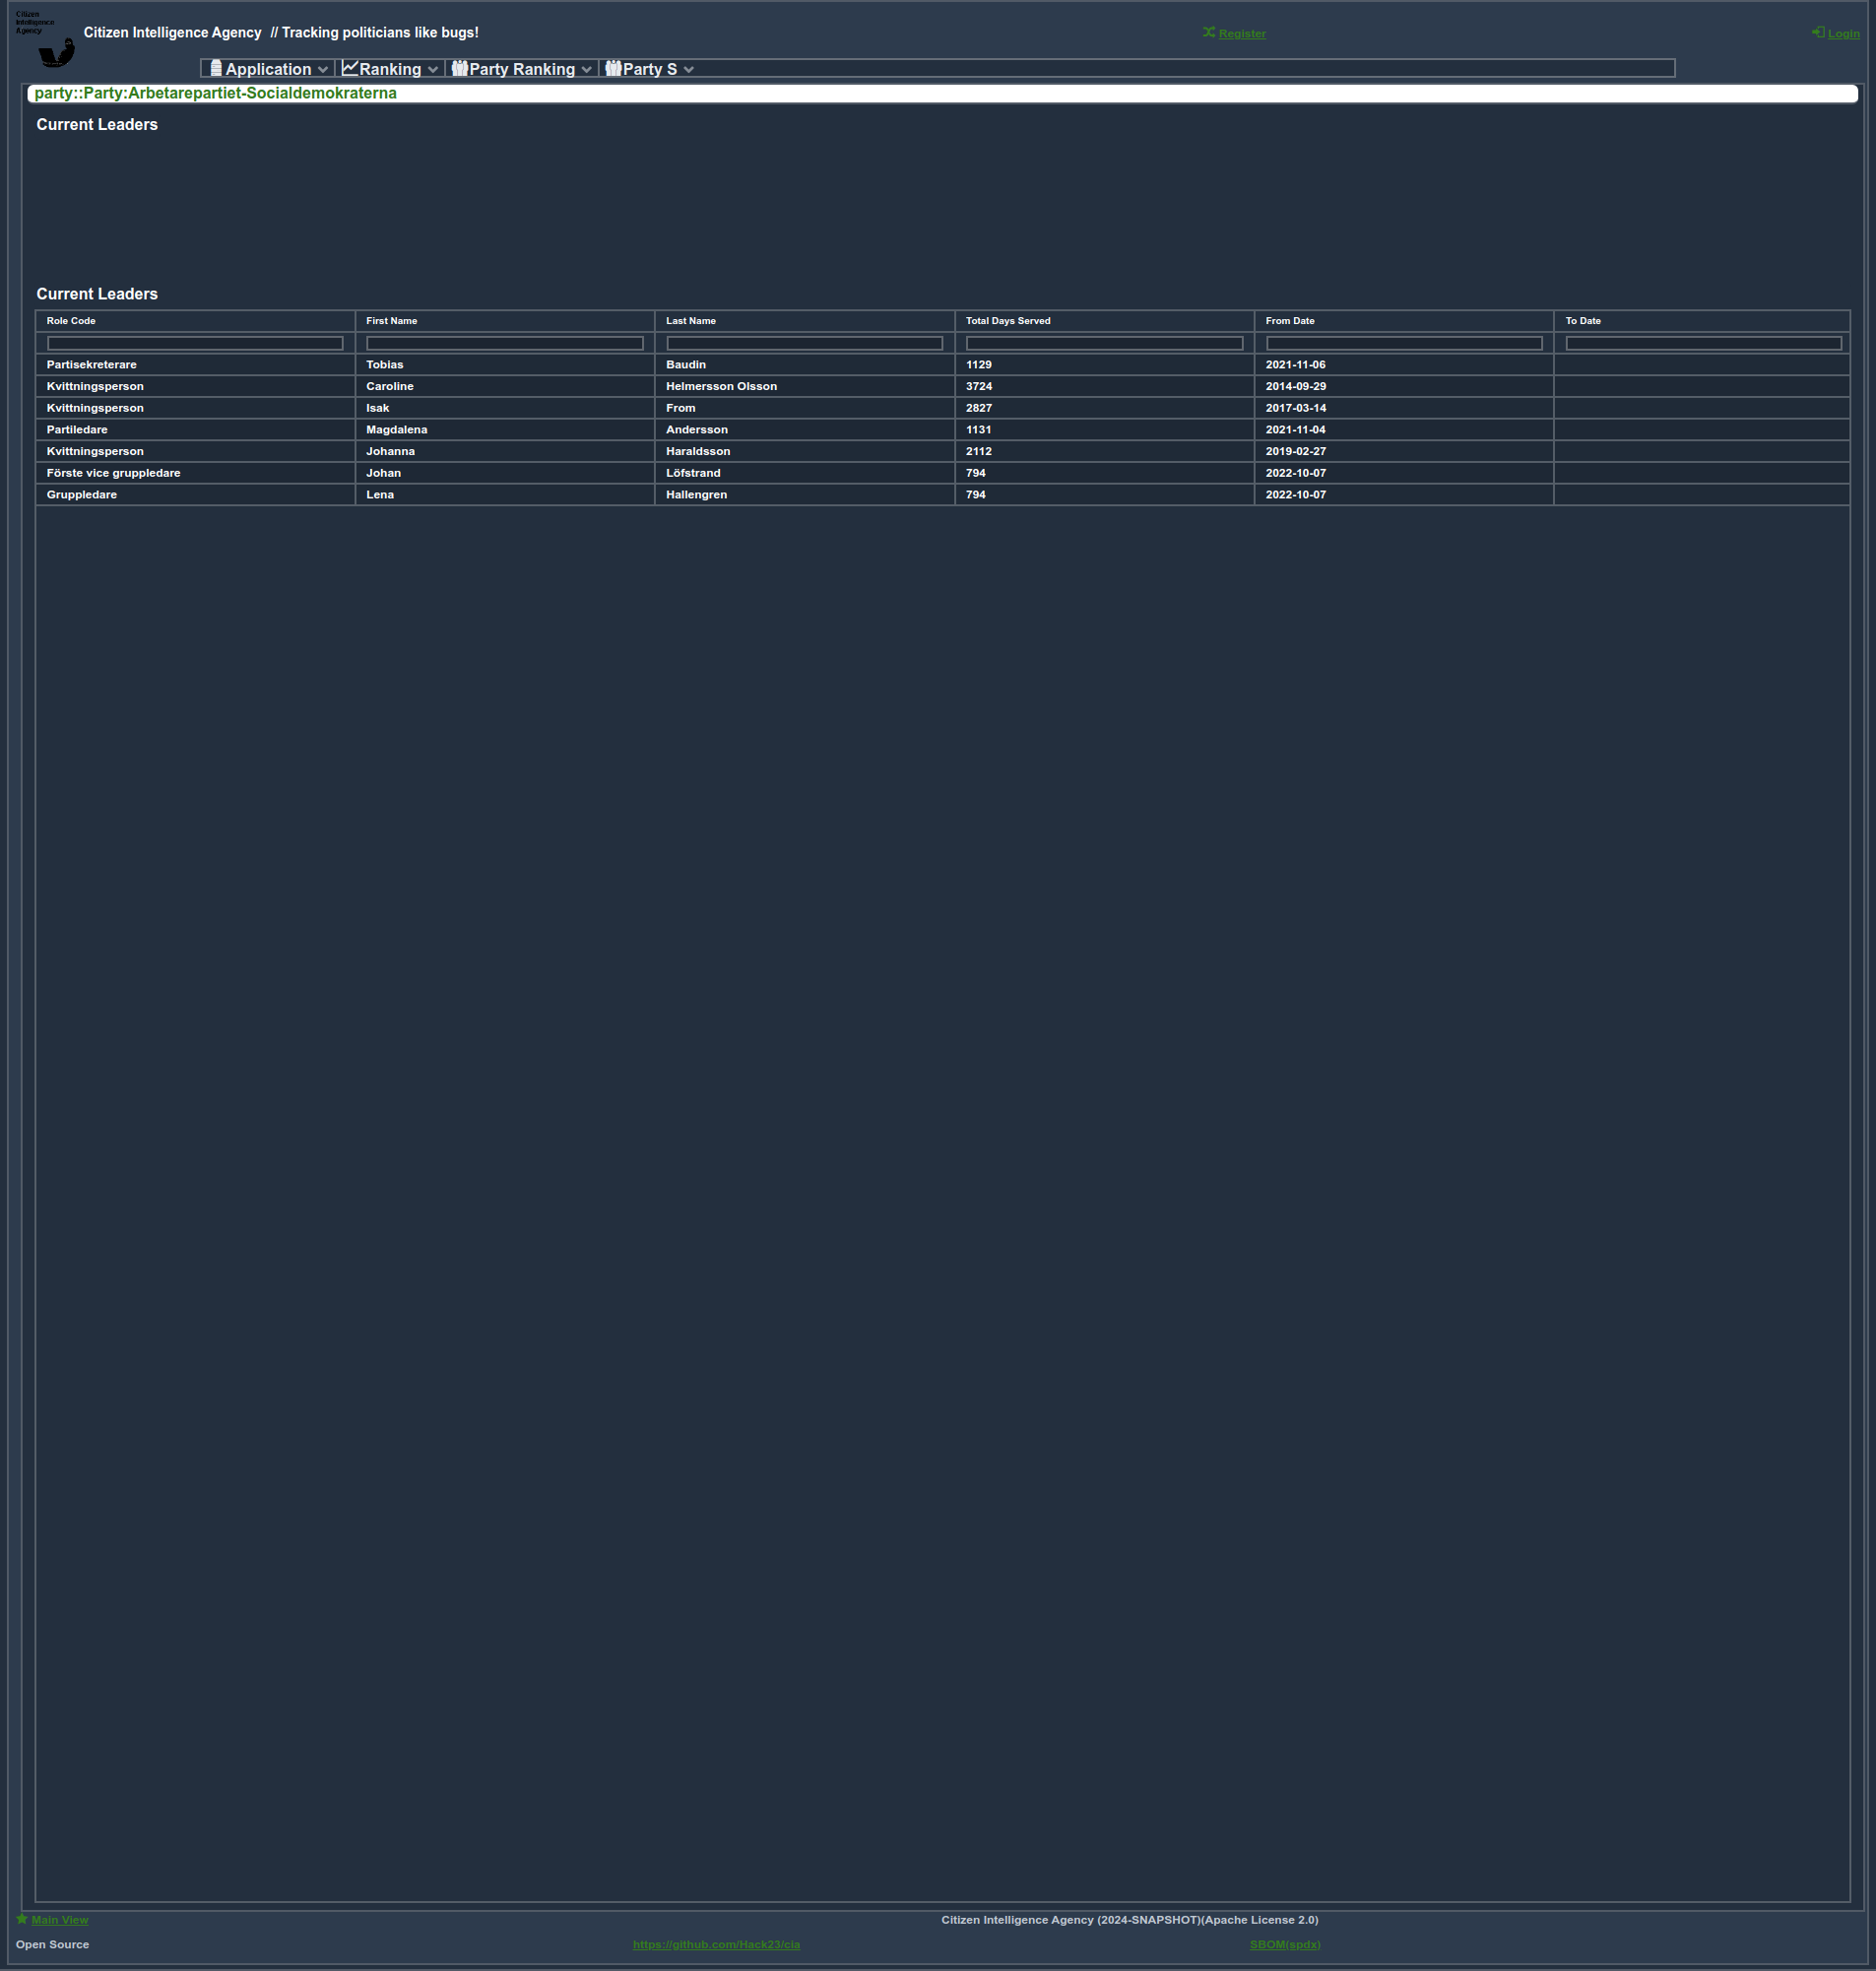 Citizen
Intelligence
Agency
Citizen Intelligence Agency // Tracking politicians like bugs!
Register
Login
Application Ranking Party Ranking Party S
party::Party:Arbetarepartiet-Socialdemokraterna
Current Leaders
Current Leaders
Role Code First Name Last Name Total Days Served From Date To Date
Partisekreterare Tobias Baudin 1129 2021-11-06
Kvittningsperson Caroline Helmersson Olsson 3724 2014-09-29
Kvittningsperson Isak From 2827 2017-03-14
Partiledare Magdalena Andersson 1131 2021-11-04
Kvittningsperson Johanna Haraldsson 2112 2019-02-27
Förste vice gruppledare Johan Löfstrand 794 2022-10-07
Gruppledare Lena Hallengren 794 2022-10-07
Main View Citizen Intelligence Agency (2024-SNAPSHOT)(Apache License 2.0)
Open Source https://github.com/Hack23/cia SBOM(spdx)